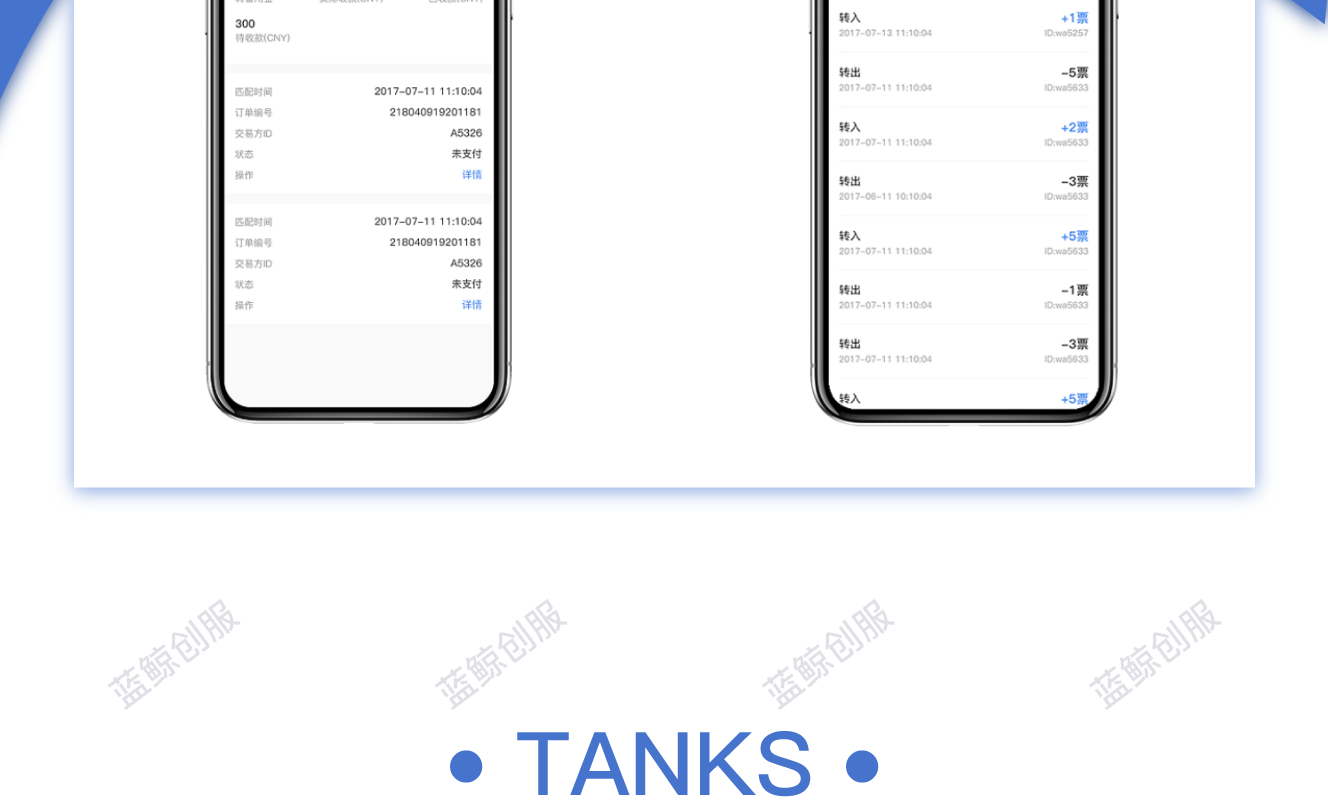 300
待收款(CNY)
匹配时间 2017-07-11 11:10:04
订单编号 218040919201181
交易方ID A5326
状态 未支付
操作 详情
匹配时间 2017-07-11 11:10:04
订单编号 218040919201181
交易方ID A5326
状态 未支付
操作 详情
转入 +1票
2017-07-13 11:10:04 ID:wa5257
转出 -5票
2017-07-11 11:10:04 ID:wa5633
转入 +2票
2017-07-11 11:10:04 ID:wa5633
转出 -3票
2017-06-11 10:10:04 ID:wa5633
转入 +5票
2017-07-11 11:10:04 ID:wa5633
转出 -1票
2017-07-11 11:10:04 ID:wa5633
转出 -3票
2017-07-11 11:10:04 ID:wa5633
转入 +5票
蓝鲸创服 蓝鲸创服 蓝鲸创服 蓝鲸创服
• TANKS •